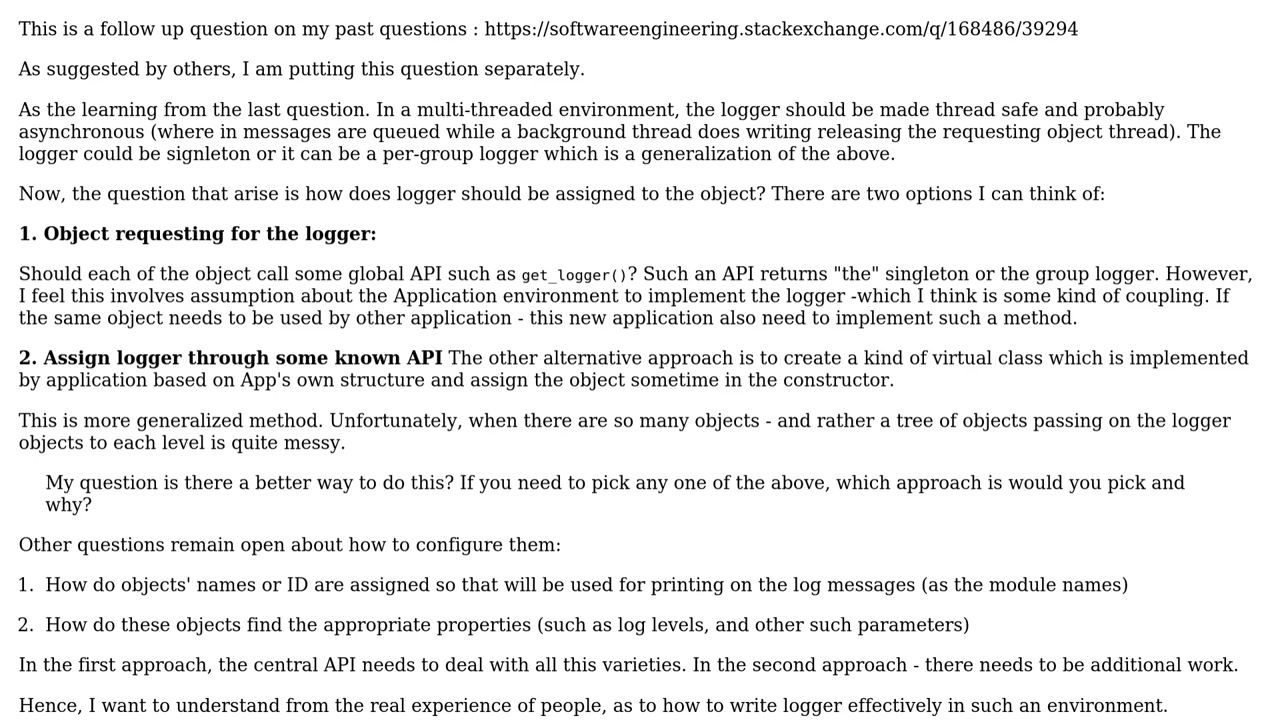 This is a follow up question on my past questions : https://softwareengineering.stackexchange.com/q/168486/39294
As suggested by others, I am putting this question separately.
As the learning from the last question. In a multi-threaded environment, the logger should be made thread safe and probably
asynchronous (where in messages are queued while a background thread does writing releasing the requesting object thread). The
logger could be signleton or it can be a per-group logger which is a generalization of the above.
Now, the question that arise is how does logger should be assigned to the object? There are two options I can think of:
1. Object requesting for the logger:
Should each of the object call some global API such as get_logger()? Such an API returns "the" singleton or the group logger. However,
I feel this involves assumption about the Application environment to implement the logger -which I think is some kind of coupling. If
the same object needs to be used by other application - this new application also need to implement such a method.
2. Assign logger through some known API The other alternative approach is to create a kind of virtual class which is implemented
by application based on App's own structure and assign the object sometime in the constructor.
This is more generalized method. Unfortunately, when there are so many objects - and rather a tree of objects passing on the logger
objects to each level is quite messy.
My question is there a better way to do this? If you need to pick any one of the above, which approach is would you pick and
why?
Other questions remain open about how to configure them:
1. How do objects' names or ID are assigned so that will be used for printing on the log messages (as the module names)
2. How do these objects find the appropriate properties (such as log levels, and other such parameters)
In the first approach, the central API needs to deal with all this varieties. In the second approach - there needs to be additional work.
Hence, I want to understand from the real experience of people, as to how to write logger effectively in such an environment.